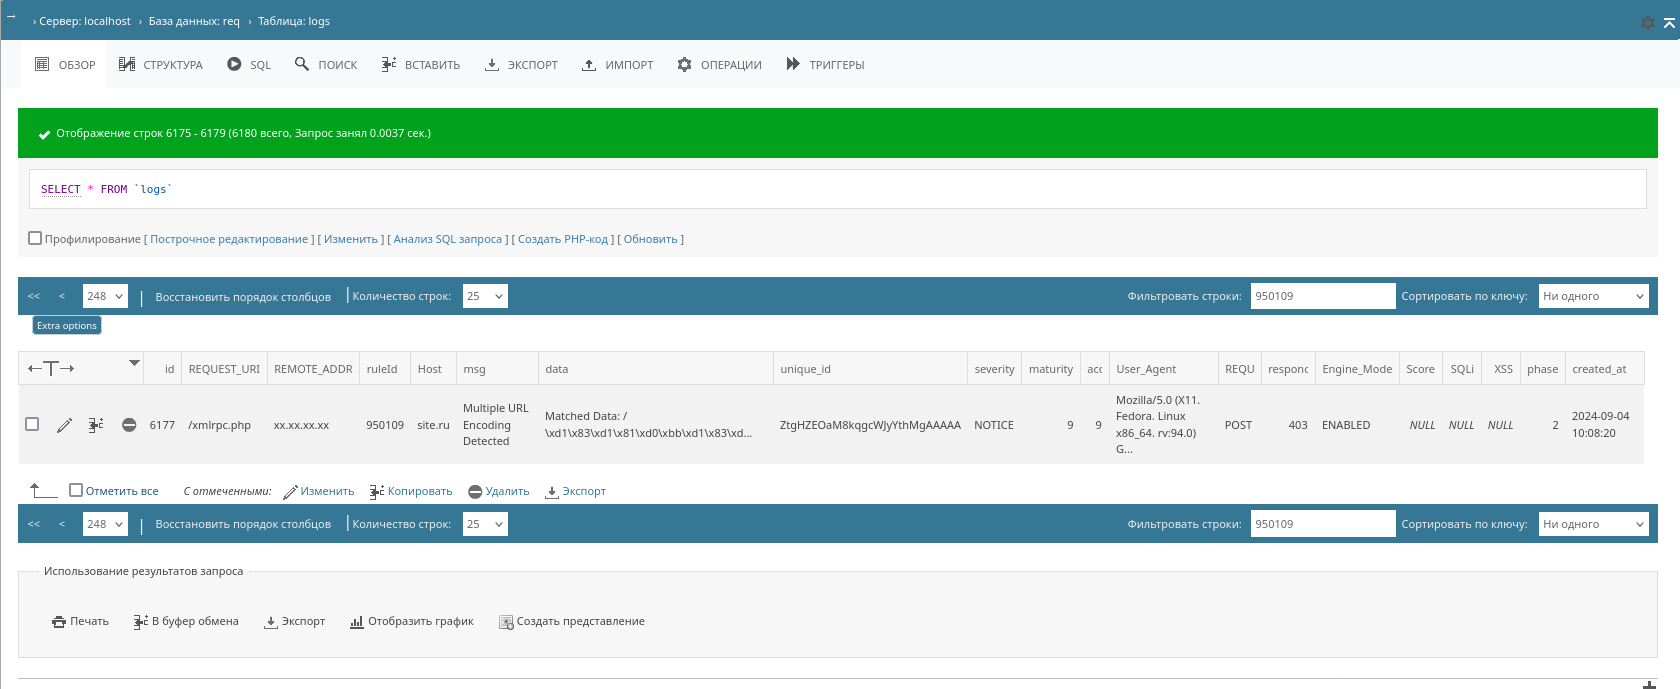 →
› Сервер: localhost › База данных: req › Таблица: logs
ОБЗОР СТРУКТУРА SQL ПОИСК ВСТАВИТЬ ЭКСПОРТ ИМПОРТ ОПЕРАЦИИ ТРИГГЕРЫ
Отображение строк 6175 - 6179 (6180 всего, Запрос занял 0.0037 сек.)
SELECT * FROM `logs`
Профилирование [ Построчное редактирование ] [ Изменить ] [ Анализ SQL запроса ] [ Создать PHP-код ] [ Обновить ]
<< < 248 | Восстановить порядок столбцов | Количество строк: 25 Фильтровать строки: 950109 Сортировать по ключу: Ни одного
Extra options
←T→ id REQUEST_URI REMOTE_ADDR ruleId Host msg data unique_id severity maturity acc User_Agent REQU responc Engine_Mode Score SQLi XSS phase created_at
6177 /xmlrpc.php xx.xx.xx.xx 950109 site.ru
Multiple URL
Encoding
Detected
Matched Data: /
\xd1\x83\xd1\x81\xd0\xbb\xd1\x83\xd...
ZtgHZEOaM8kqgcWJyYthMgAAAAA NOTICE 9 9
Mozilla/5.0 (X11.
Fedora. Linux
x86_64. rv:94.0)
G...
POST 403 ENABLED NULL NULL NULL 2
2024-09-04
10:08:20
Отметить все С отмеченными: Изменить Копировать Удалить Экспорт
<< < 248 | Восстановить порядок столбцов | Количество строк: 25 Фильтровать строки: 950109 Сортировать по ключу: Ни одного
Использование результатов запроса
Печать В буфер обмена Экспорт Отобразить график Создать представление